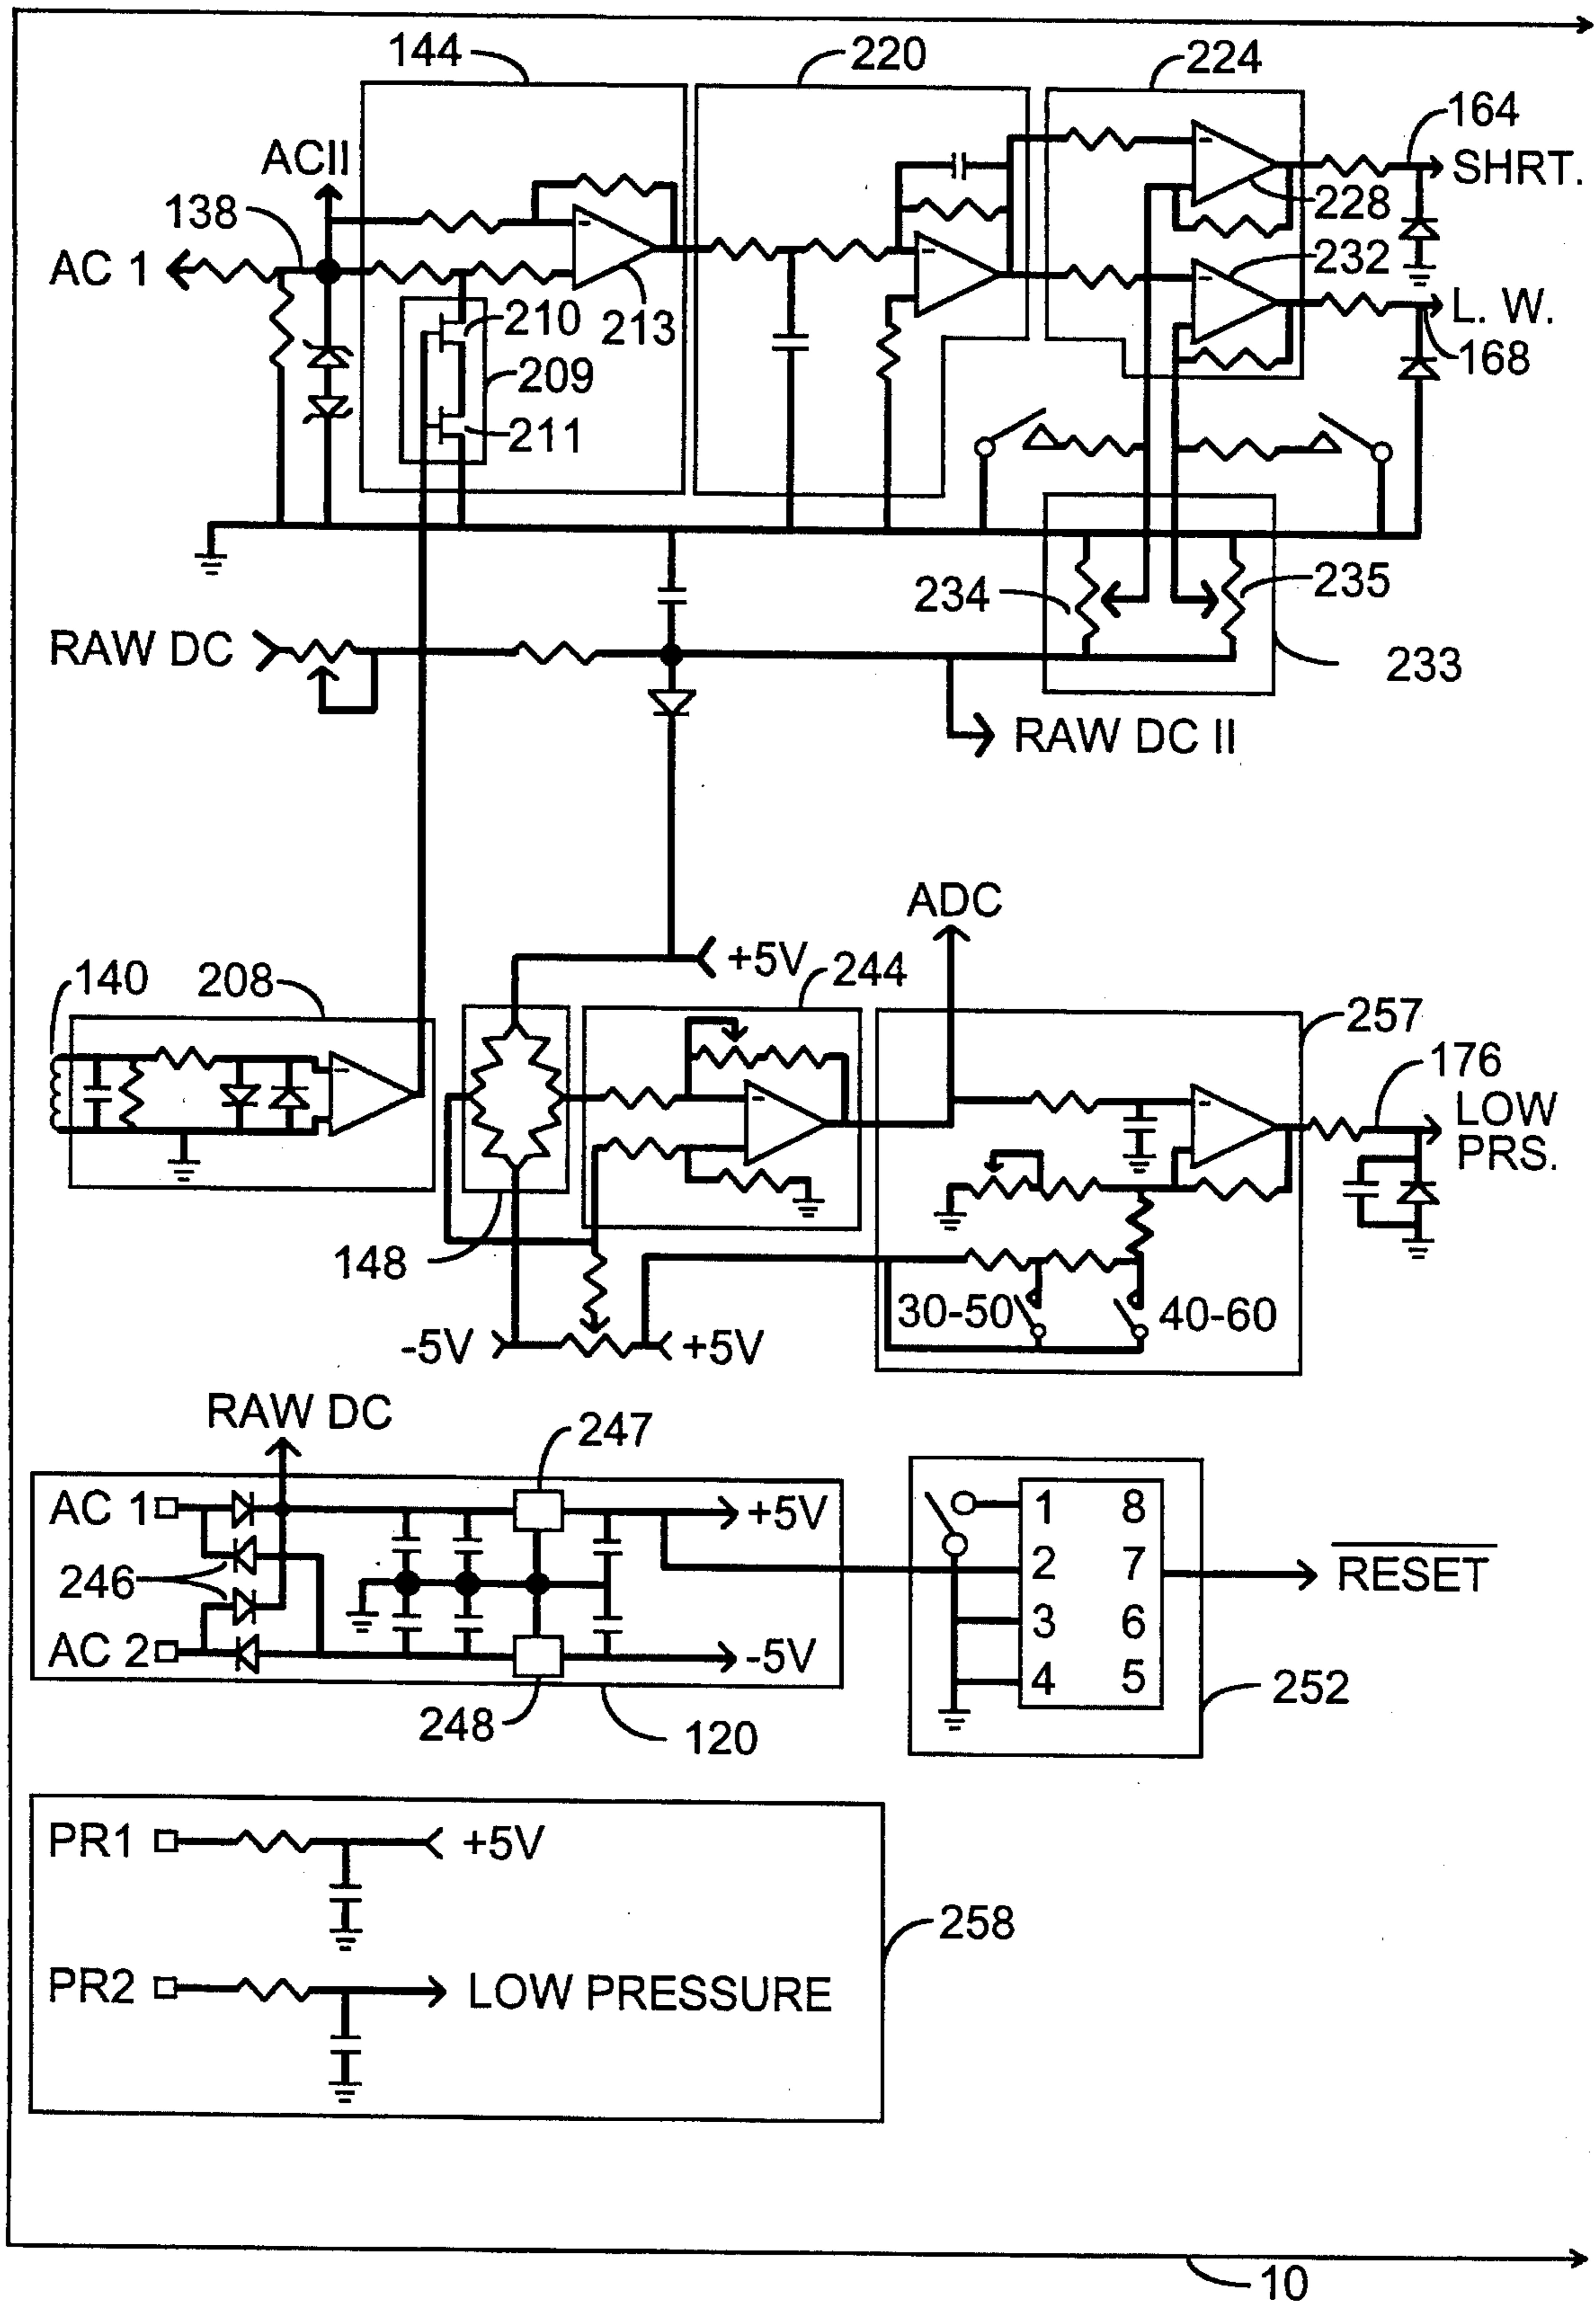 144
220
224
164
ACII
SHRT.
138
228
AC 1
232
210
213
L. W.
209
168
211
234
235
RAW DC
233
RAW DC II
ADC
+5V
244
140
208
257
176
LOW
PRS.
148
30-50
40-60
-5V
+5V
RAW DC
247
AC 1
+5V
1 8
246
2 7
RESET
3 6
AC 2
-5V
4 5
248
120
252
PR1
+5V
258
PR2
LOW PRESSURE
10